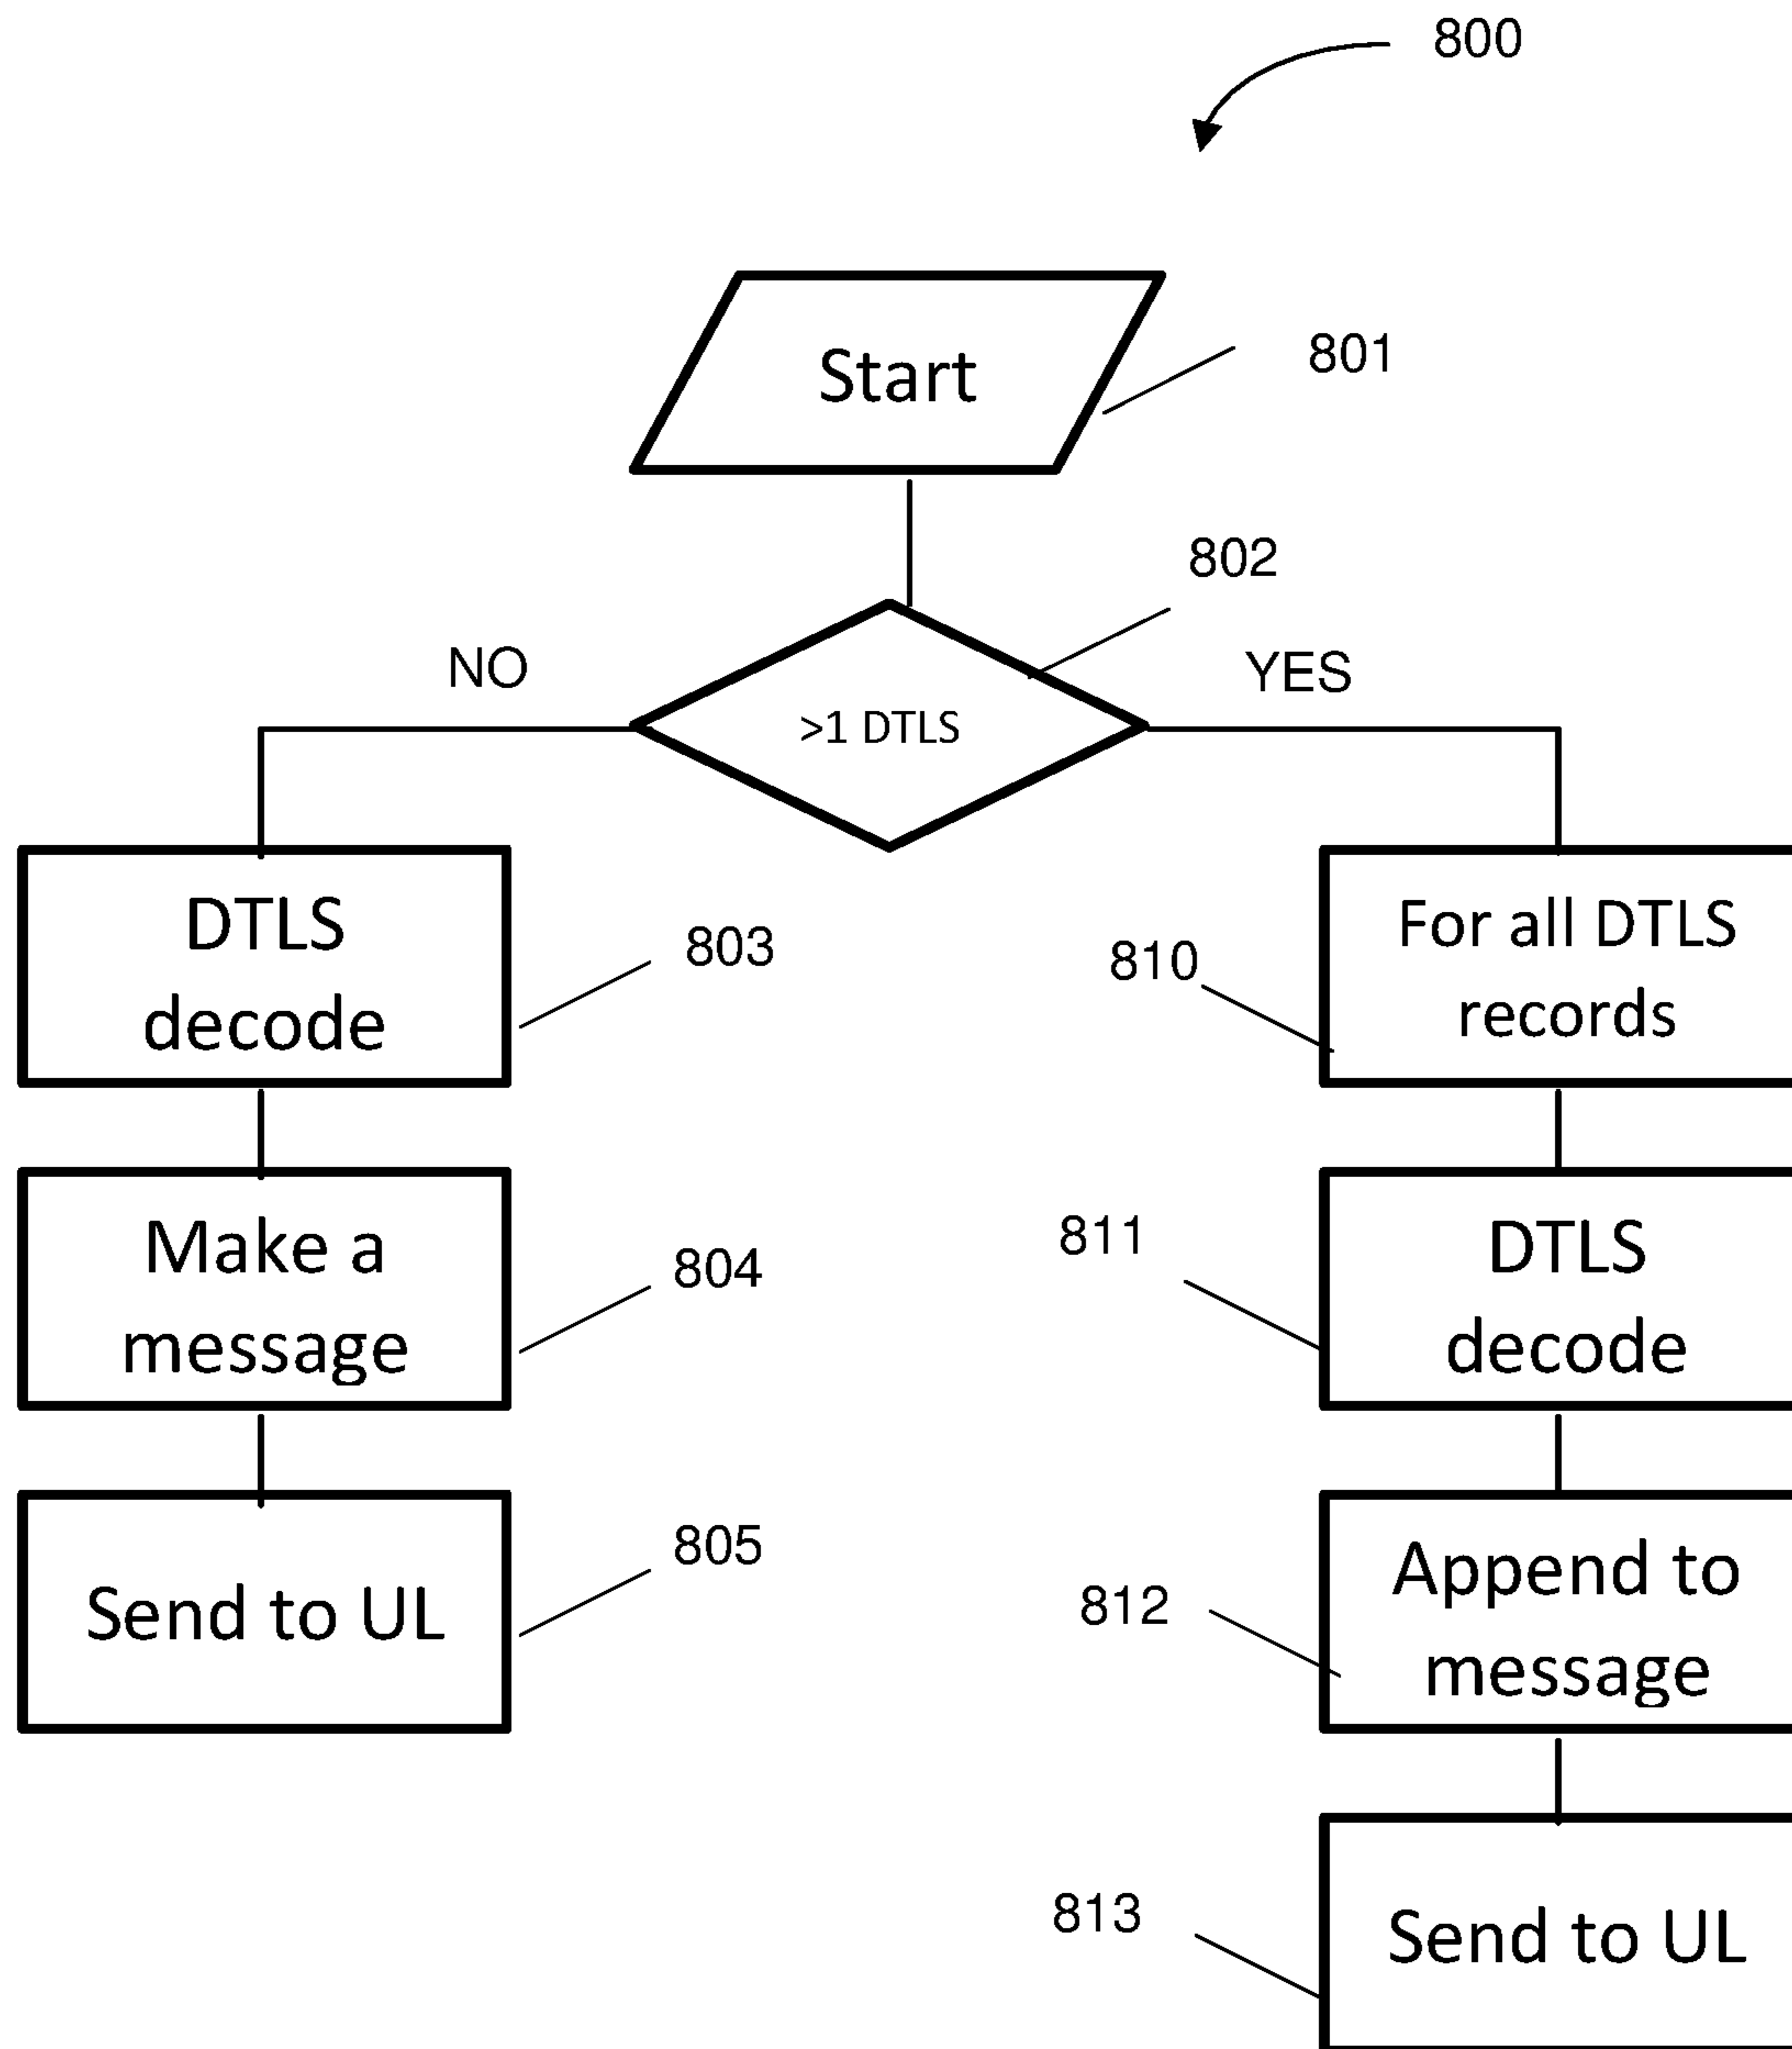 800
Start
801
802
NO
>1 DTLS
YES
DTLS
decode
803
810
For all DTLS
records
Make a
message
804
811
DTLS
decode
Send to UL
805
812
Append to
message
813
Send to UL